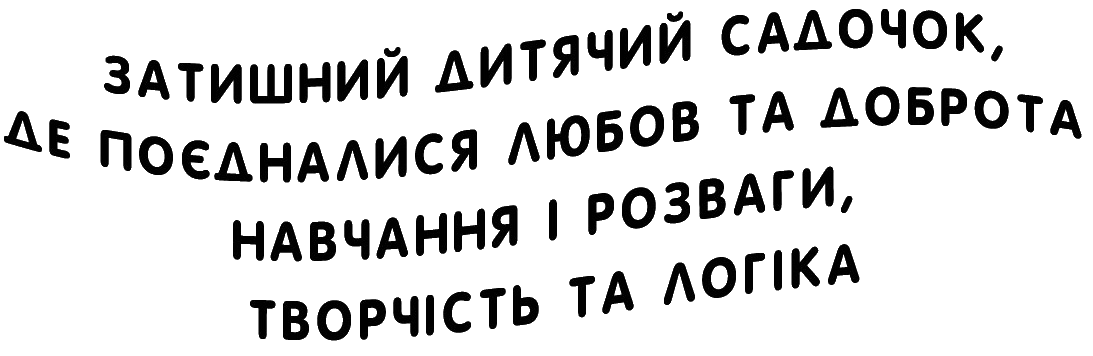 ЗАТИШНИЙ ДИТЯЧИЙ САДОЧОК,
ДЕ ПОЄДНАЛИСЯ ЛЮБОВ ТА ДОБРОТА
НАВЧАННЯ І РОЗВАГИ,
ТВОРЧІСТЬ ТА ЛОГІКА